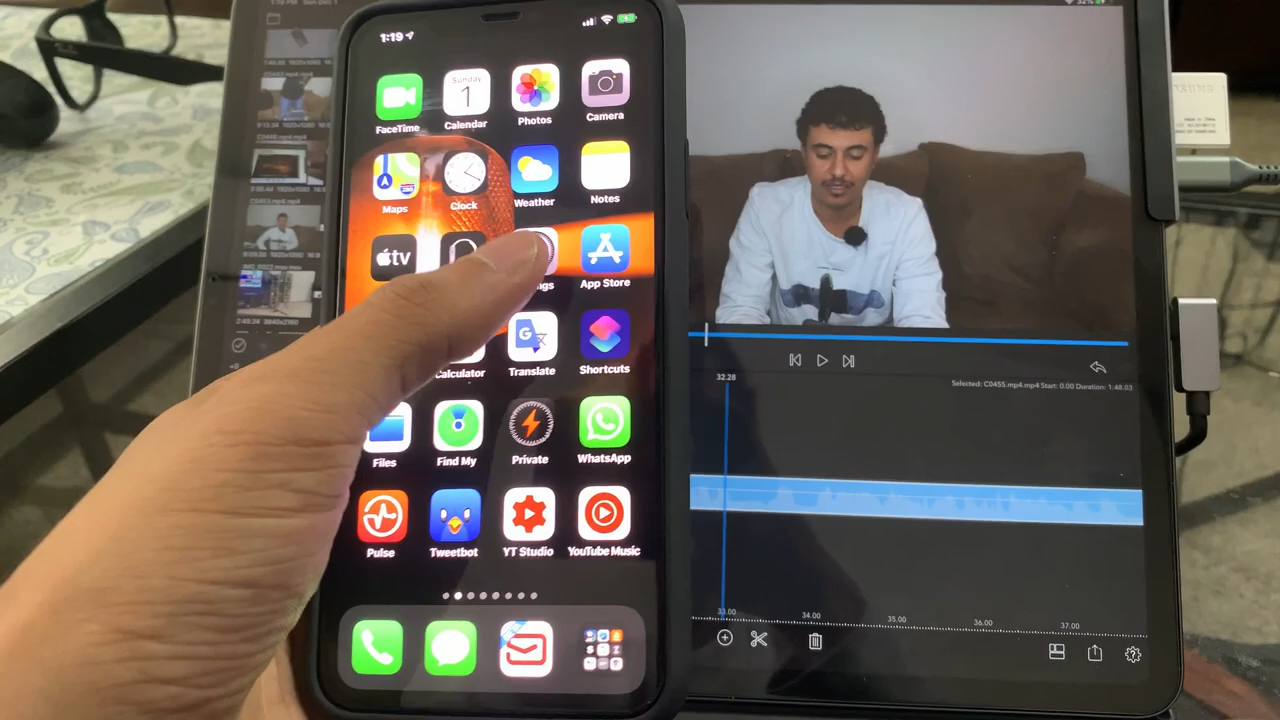 1:19
FaceTime
Sunday
1
Calendar
Photos
Camera
Maps
Clock
Weather
Notes
tv
App Store
Translate
Shortcuts
Files
Find My
Private
WhatsApp
Pulse
Tweetbot
YT Studio
YouTube Music
32.28
Selected: C0455.mp4.mp4 Start: 0.00 Duration: 1:48.03
33.00
34.00
35.00
36.00
37.00